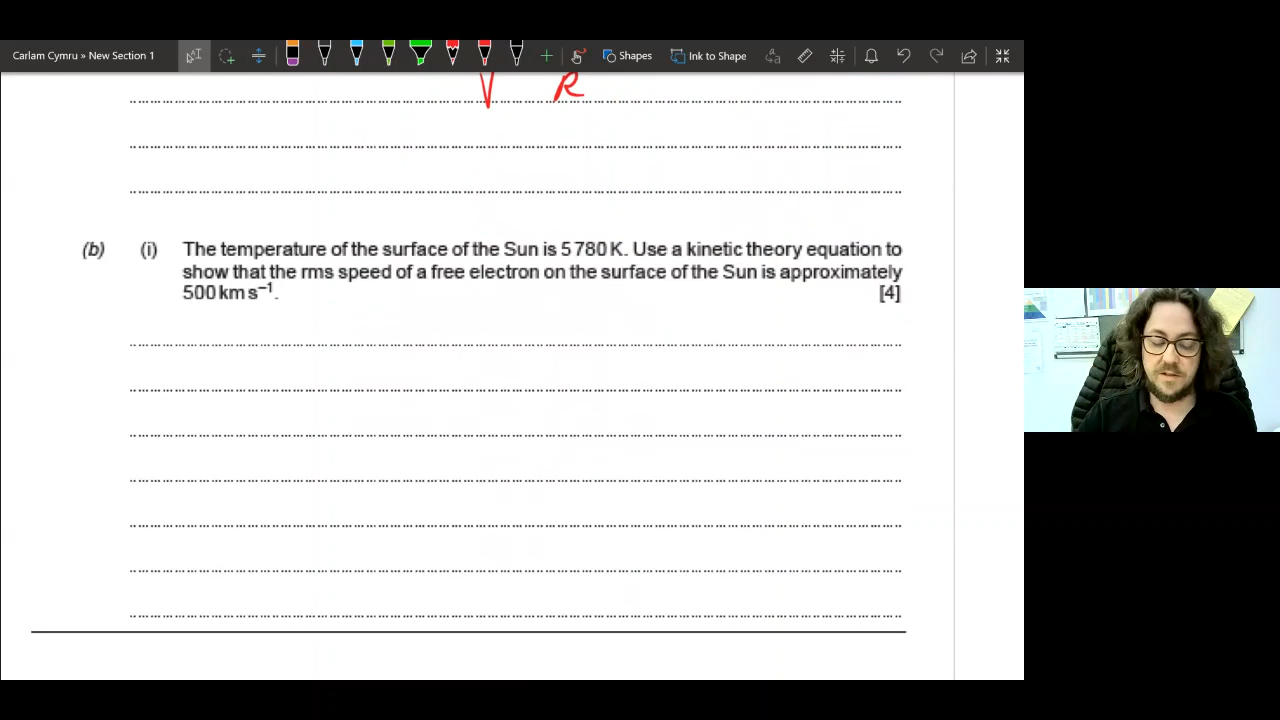 Carlam Cymru » New Section 1
Shapes
Ink to Shape
R
(b) (i) The temperature of the surface of the Sun is 5 780 K. Use a kinetic theory equation to
show that the rms speed of a free electron on the surface of the Sun is approximately
500 km s⁻¹. [4]